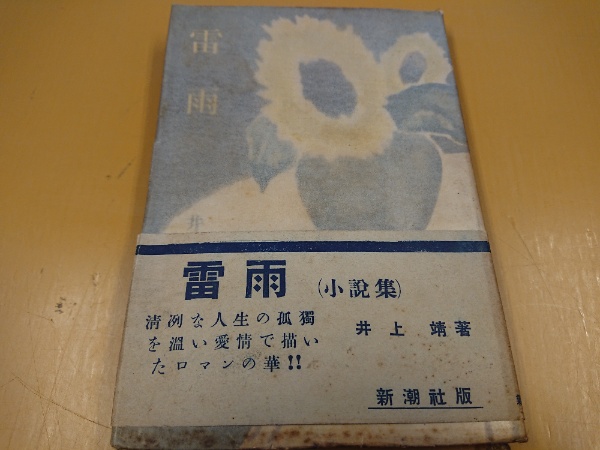 雷雨
井
雷雨 (小說集)
井上靖著
清冽な人生の孤獨
を溫い愛情で描い
たロマンの華!!
新潮社版